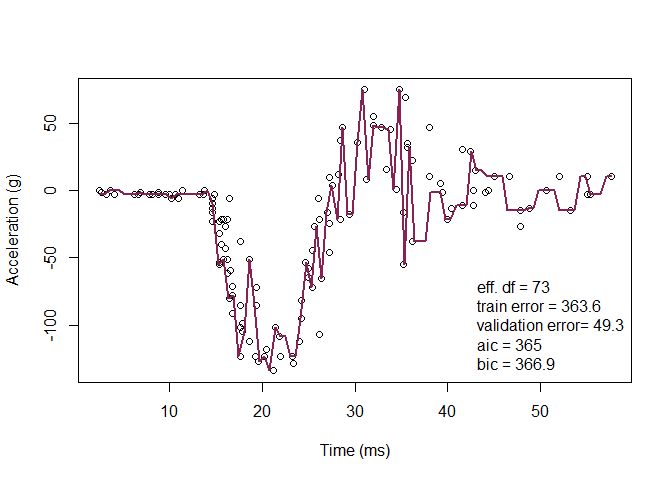 50
0
-50
-100
Acceleration (g)
eff. df = 73
train error = 363.6
validation error= 49.3
aic = 365
bic = 366.9
10 20 30 40 50
Time (ms)